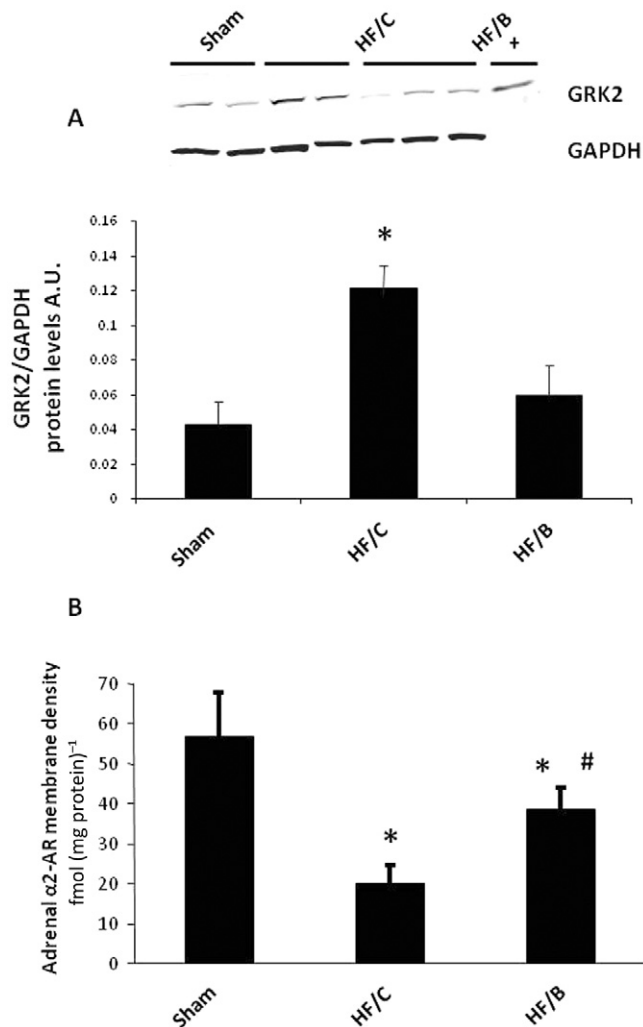 Sham
HF/C
HF/B
+
GRK2
A
GAPDH
0.16
*
0.14
0.12
0.1
0.08
0.06
0.04
0.02
0
GRK2/GAPDH
protein levels A.U.
Sham
HF/C
HF/B
B
70
60
50
40
30
20
10
0
* #
*
Adrenal α2-AR membrane density
fmol (mg protein)⁻¹
Sham
HF/C
HF/B